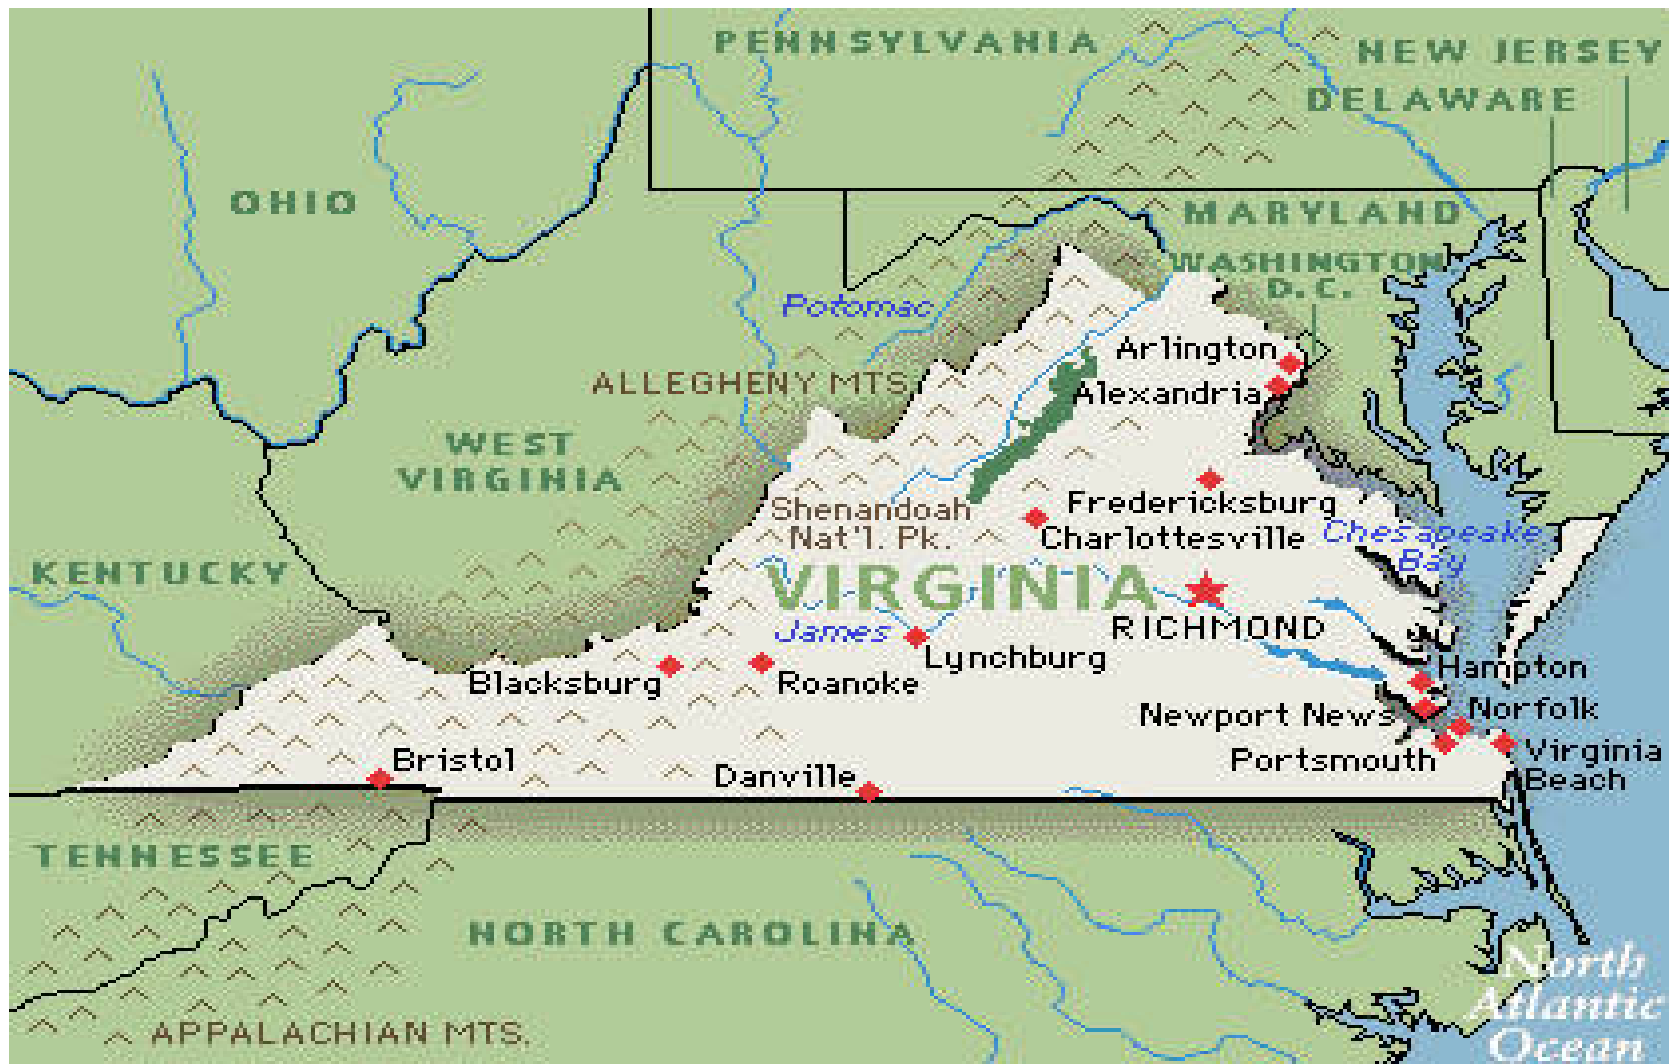 PENNSYLVANIA
NEW JERSEY
DELAWARE
OHIO
MARYLAND
WASHINGTON,
D.C.
Potomac
Arlington
ALLEGHENY MTS.
Alexandria
WEST
VIRGINIA
Shenandoah
Nat'l. Pk.
Fredericksburg
Charlottesville
Chesapeake
Bay
KENTUCKY
VIRGINIA
James
RICHMOND
Lynchburg
Hampton
Blacksburg
Roanoke
Newport News
Norfolk
Bristol
Danville
Portsmouth
Virginia
Beach
TENNESSEE
NORTH CAROLINA
North
Atlantic
Ocean
APPALACHIAN MTS.